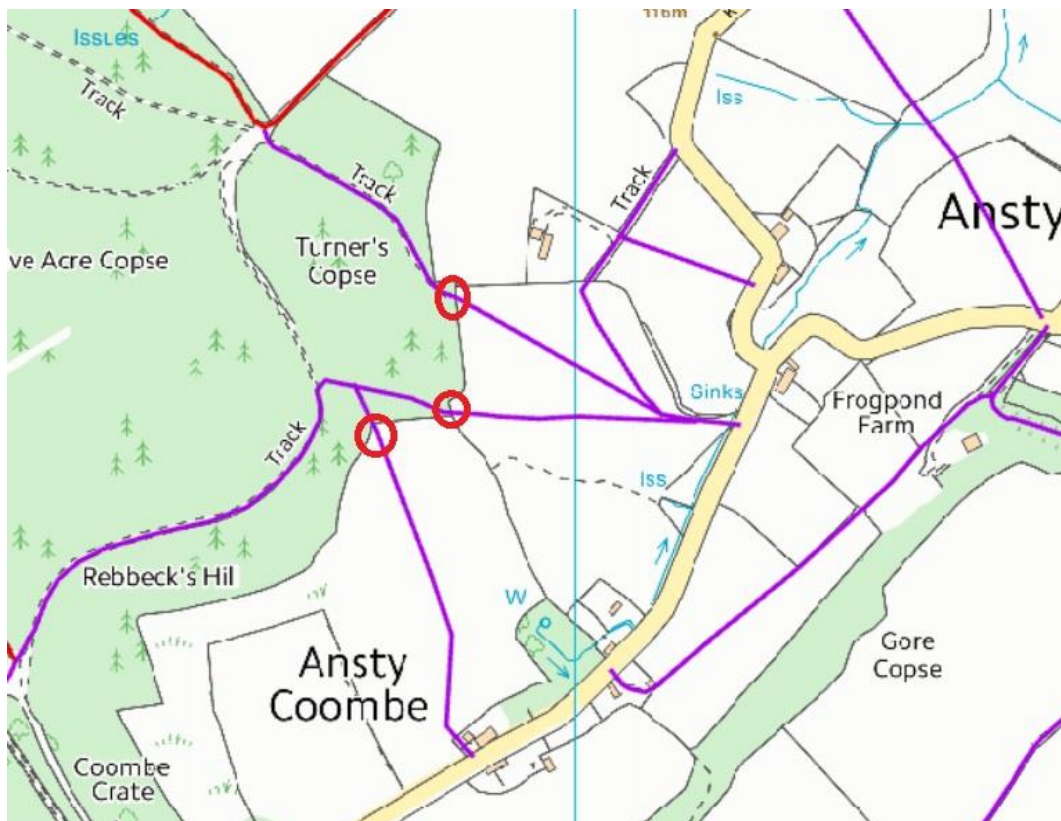 Issues
116m
Track
Iss
Track
Track
Ansty
Turner's
Copse
ve Acre Copse
Sinks
Frogpond
Farm
Track
Iss
Rebbeck's Hil
W
Gore
Copse
Ansty
Coombe
Coombe
Crate